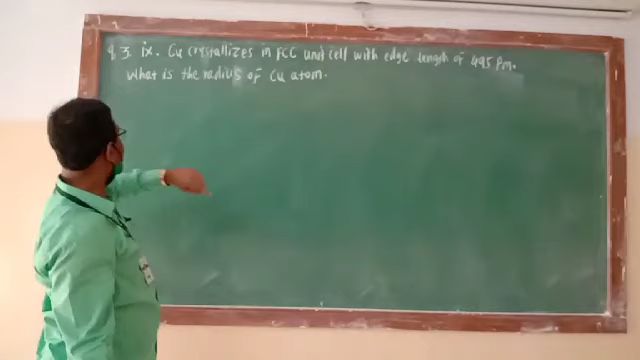 Q 3. ix. Cu crystallizes in FCC unit cell with edge length of 495 Pm.
What is the radius of Cu atom.